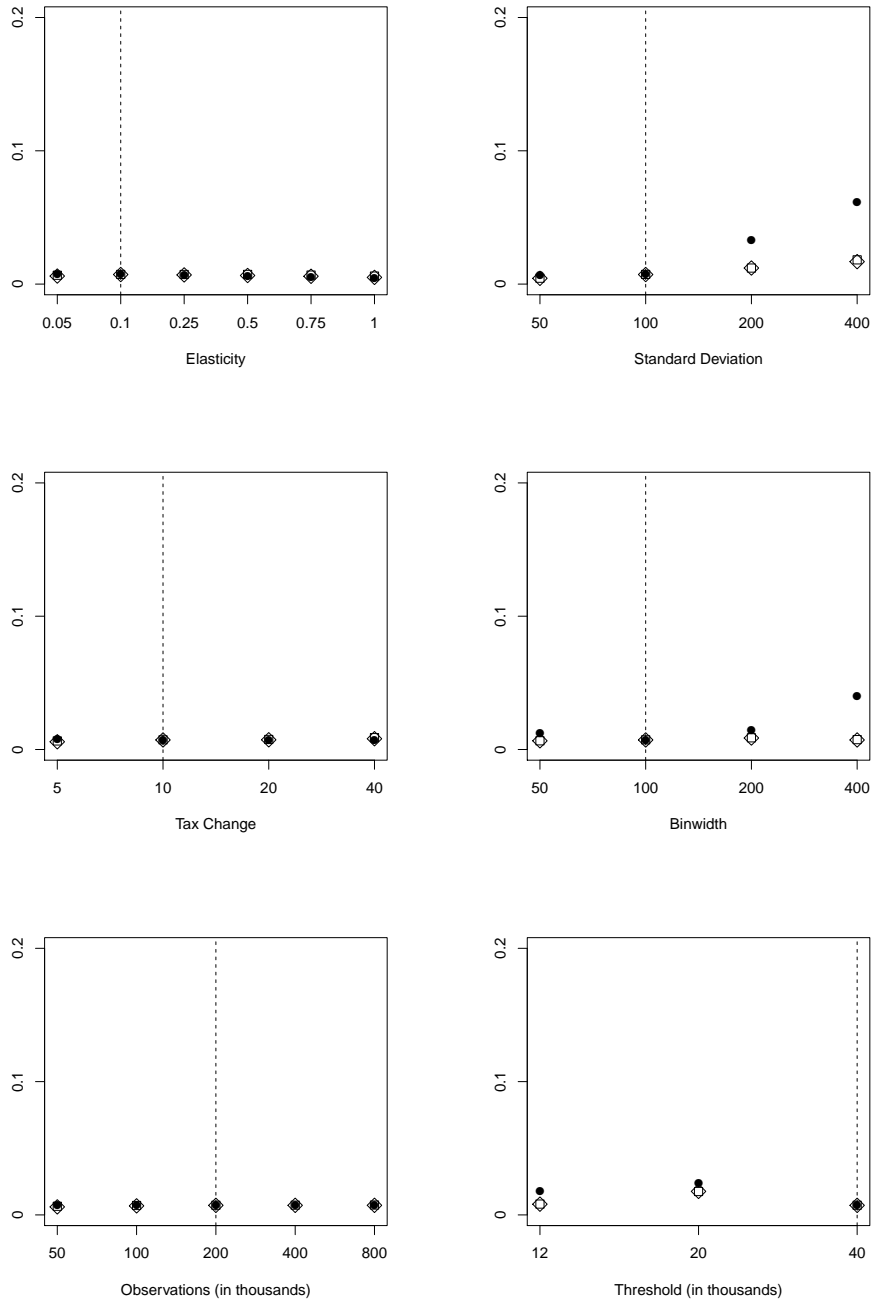 0.2
0.1
0
0.05 0.1 0.25 0.5 0.75 1
Elasticity
0.2
0.1
0
50 100 200 400
Standard Deviation
0.2
0.1
0
5 10 20 40
Tax Change
0.2
0.1
0
50 100 200 400
Binwidth
0.2
0.1
0
50 100 200 400 800
Observations (in thousands)
0.2
0.1
0
12 20 40
Threshold (in thousands)